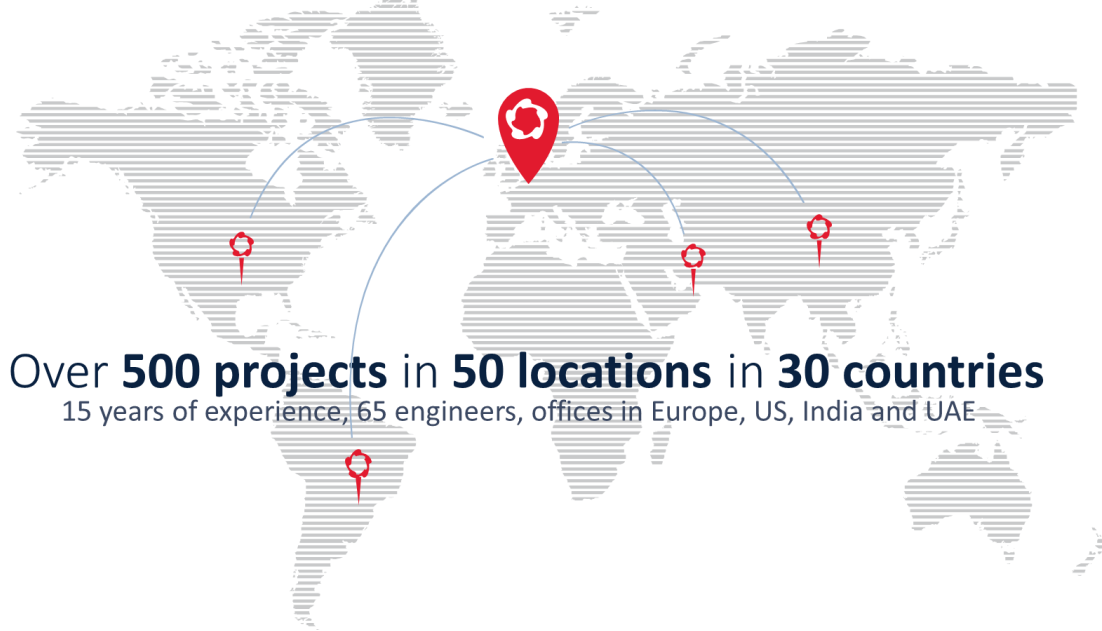 Over 500 projects in 50 locations in 30 countries
15 years of experience, 65 engineers, offices in Europe, US, India and UAE